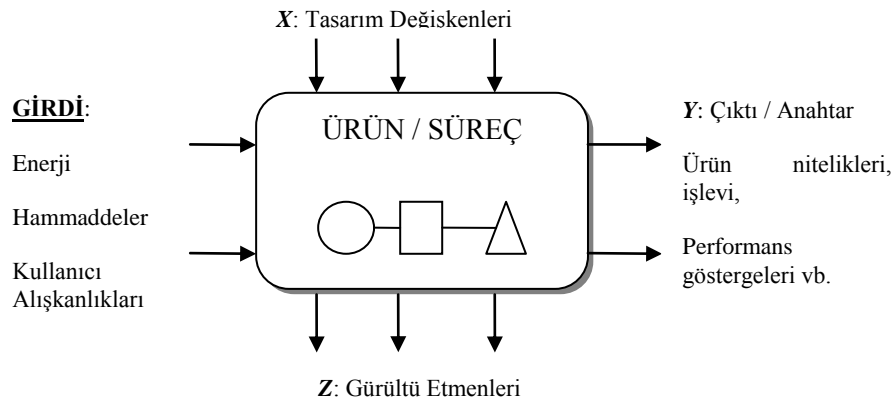 X: Tasarım Değişkenleri
GİRDİ:
Enerji
Hammaddeler
Kullanıcı
Alışkanlıkları
ÜRÜN / SÜREÇ
Y: Çıktı / Anahtar
Ürün nitelikleri,
işlevi,
Performans
göstergeleri vb.
Z: Gürültü Etmenleri